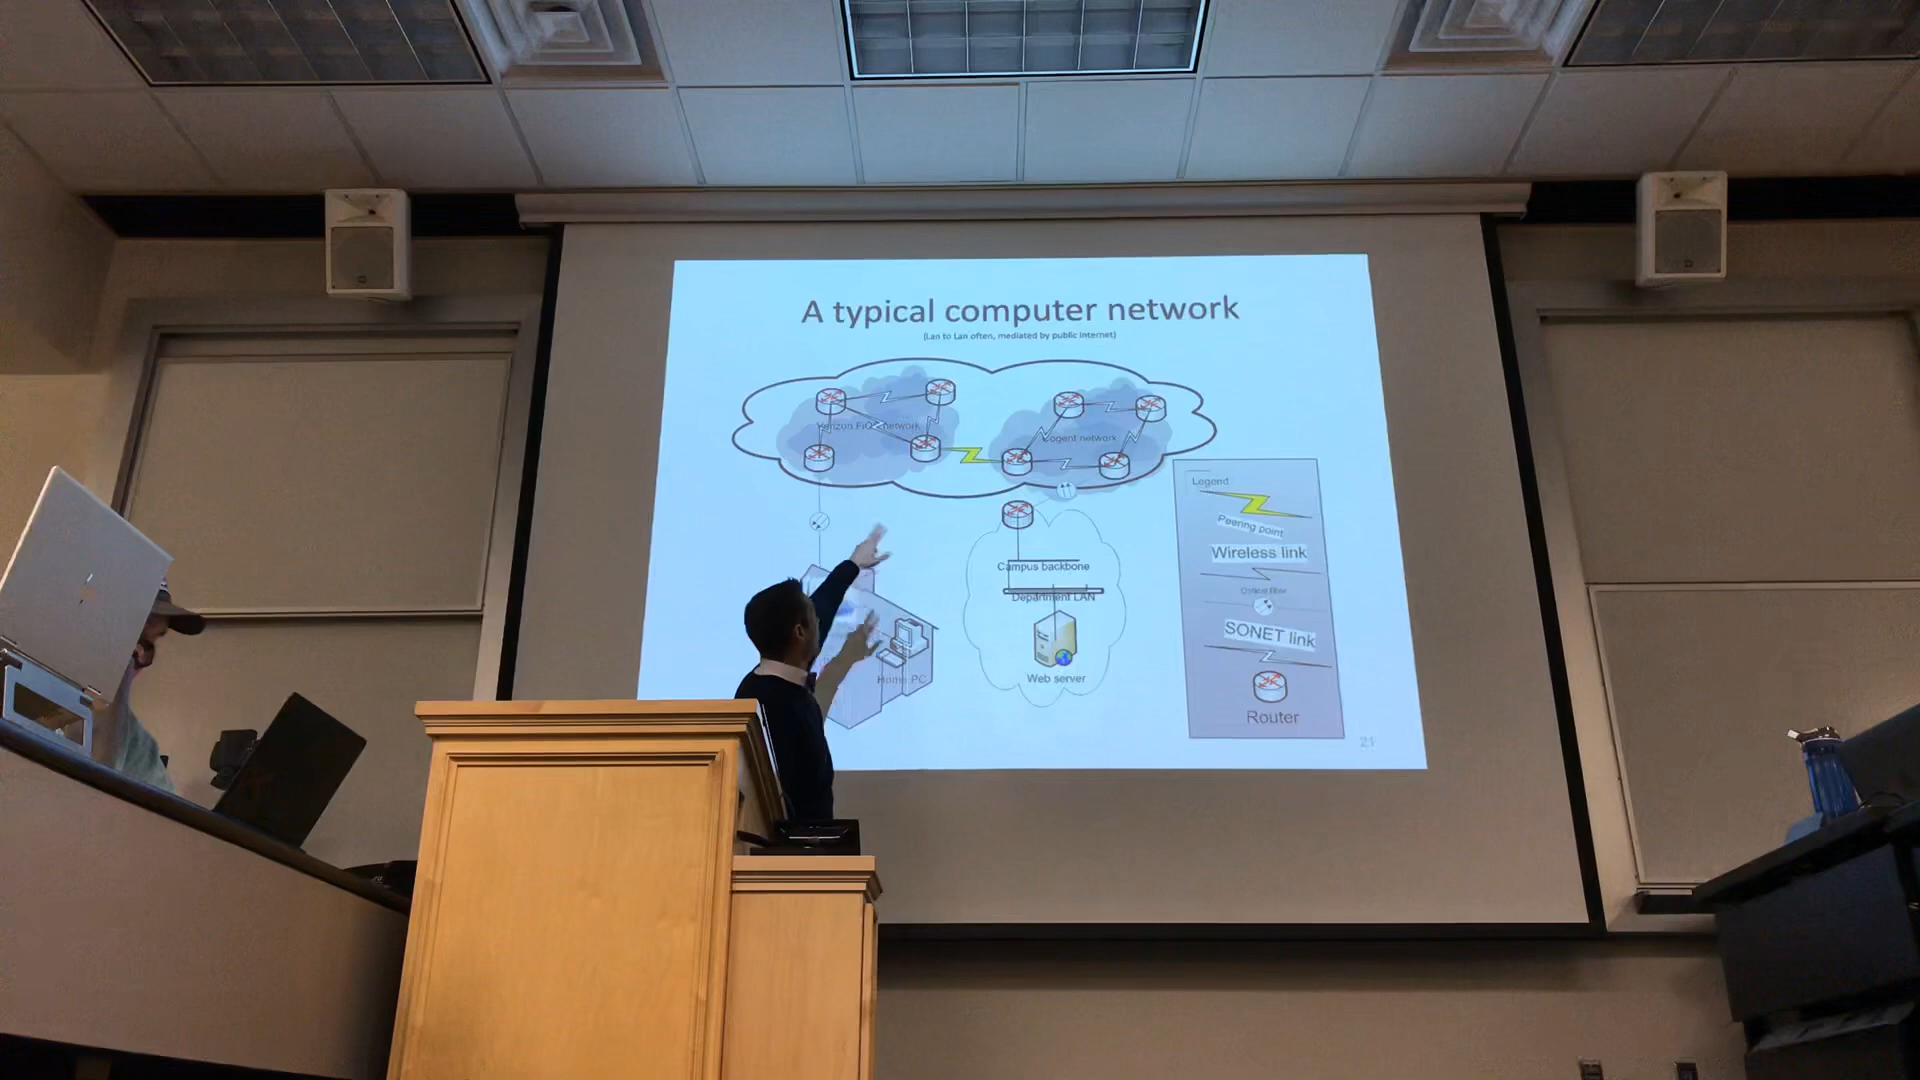 A typical computer network
(Lan to Lan often, mediated by public internet)
Verizon FiOS network
Cogent network
Legend
Peering point
Wireless link
Optical fiber
SONET link
Router
Campus backbone
Department LAN
Home PC
Web server
21